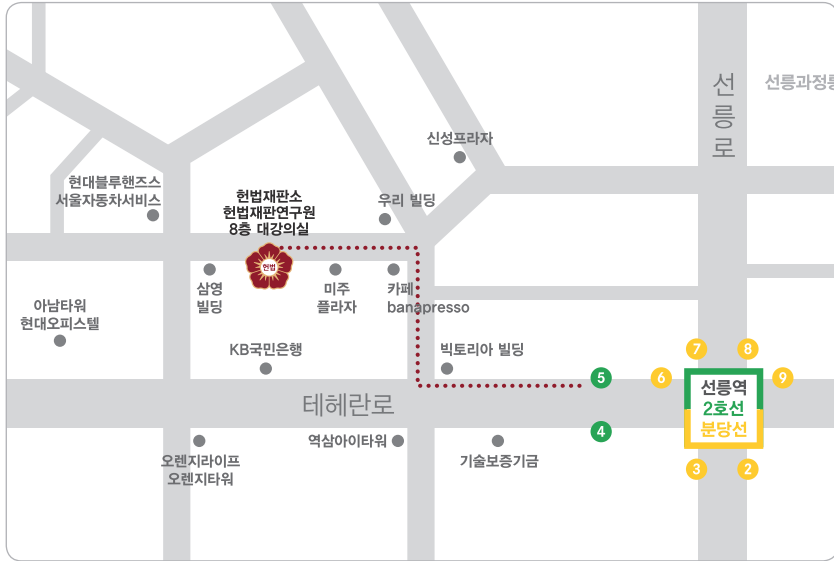 선릉로
선릉과정릉
신성프라자
현대블루핸즈스
서울자동차서비스
헌법재판소
헌법재판연구원
8층 대강의실
우리 빌딩
헌법
삼영
빌딩
미주
플라자
카페
banapresso
아남타워
현대오피스텔
KB국민은행
빅토리아 빌딩
7
8
5
6
9
선릉역
2호선
분당선
테헤란로
4
오렌지라이프
오렌지타워
역삼아이타워
기술보증기금
3
2